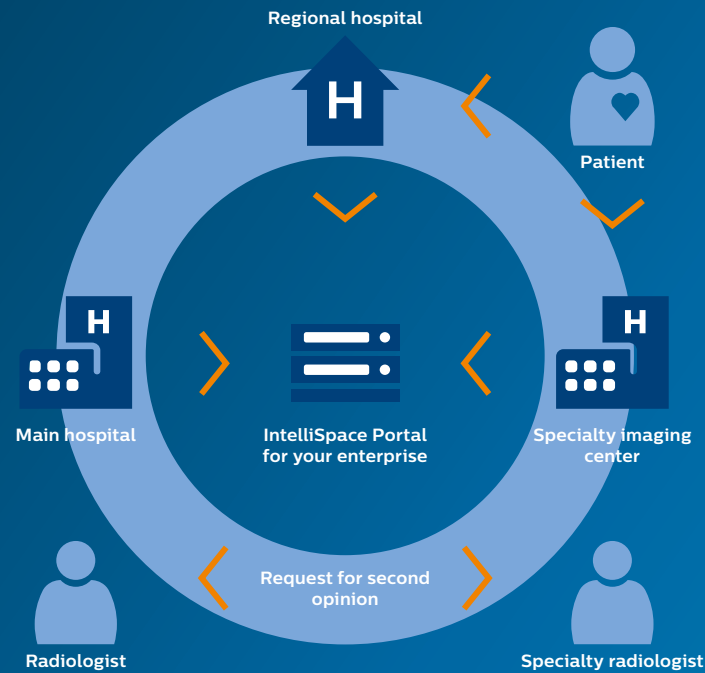 Regional hospital
H
Patient
H
H
Main hospital
IntelliSpace Portal
for your enterprise
Specialty imaging
center
Request for second
opinion
Radiologist
Specialty radiologist